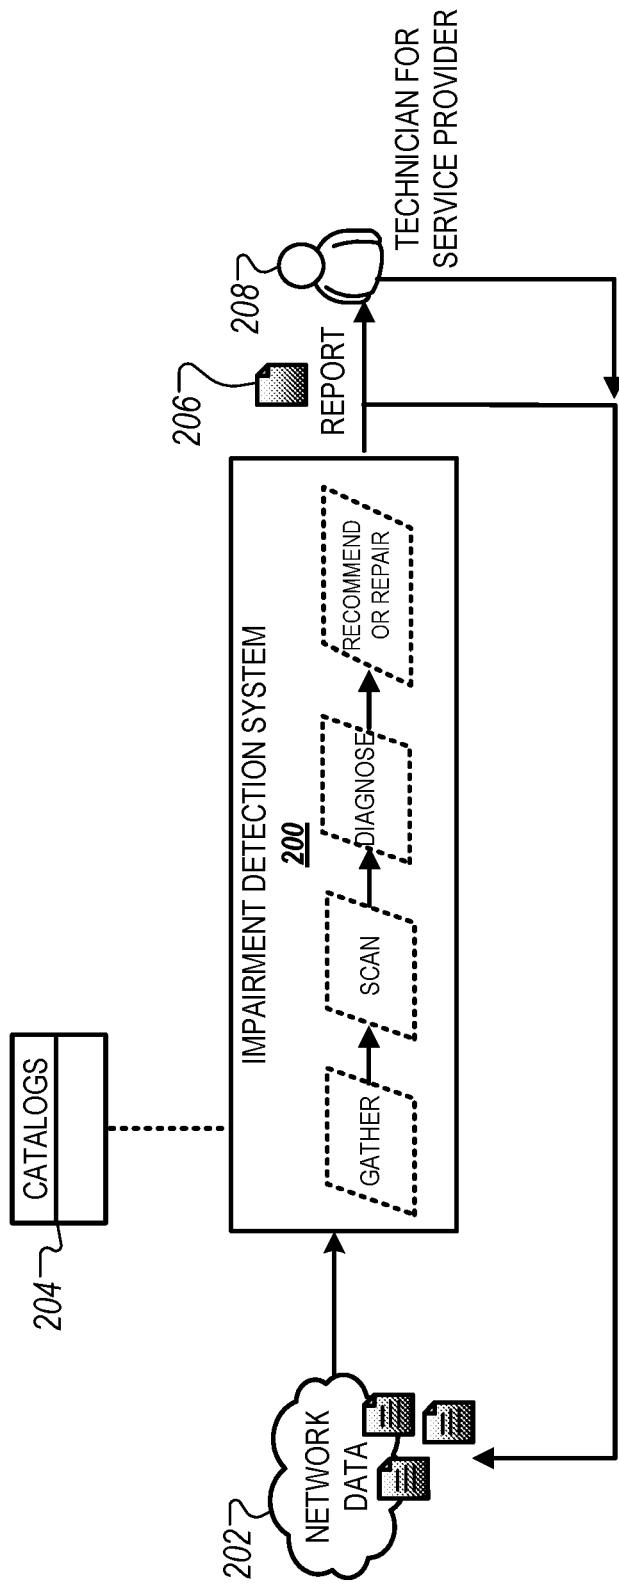 CATALOGS
204
IMPAIRMENT DETECTION SYSTEM
200
GATHER
SCAN
DIAGNOSE
RECOMMEND
OR REPAIR
202
NETWORK
DATA
206
REPORT
208
TECHNICIAN FOR
SERVICE PROVIDER